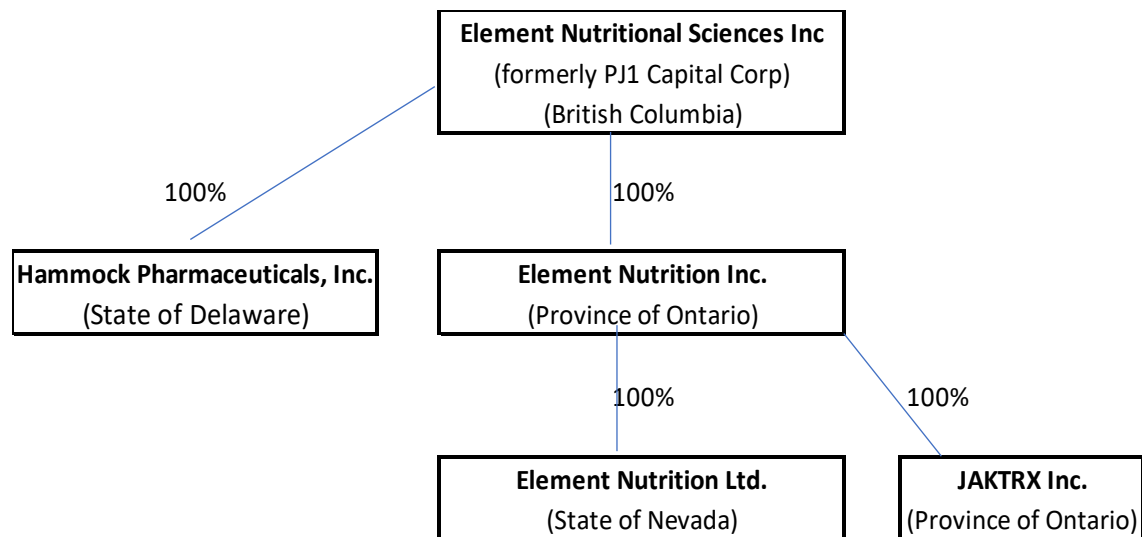 Element Nutritional Sciences Inc
(formerly PJ1 Capital Corp)
(British Columbia)
100%
100%
Hammock Pharmaceuticals, Inc.
(State of Delaware)
Element Nutrition Inc.
(Province of Ontario)
100%
100%
Element Nutrition Ltd.
(State of Nevada)
JAKTRX Inc.
(Province of Ontario)